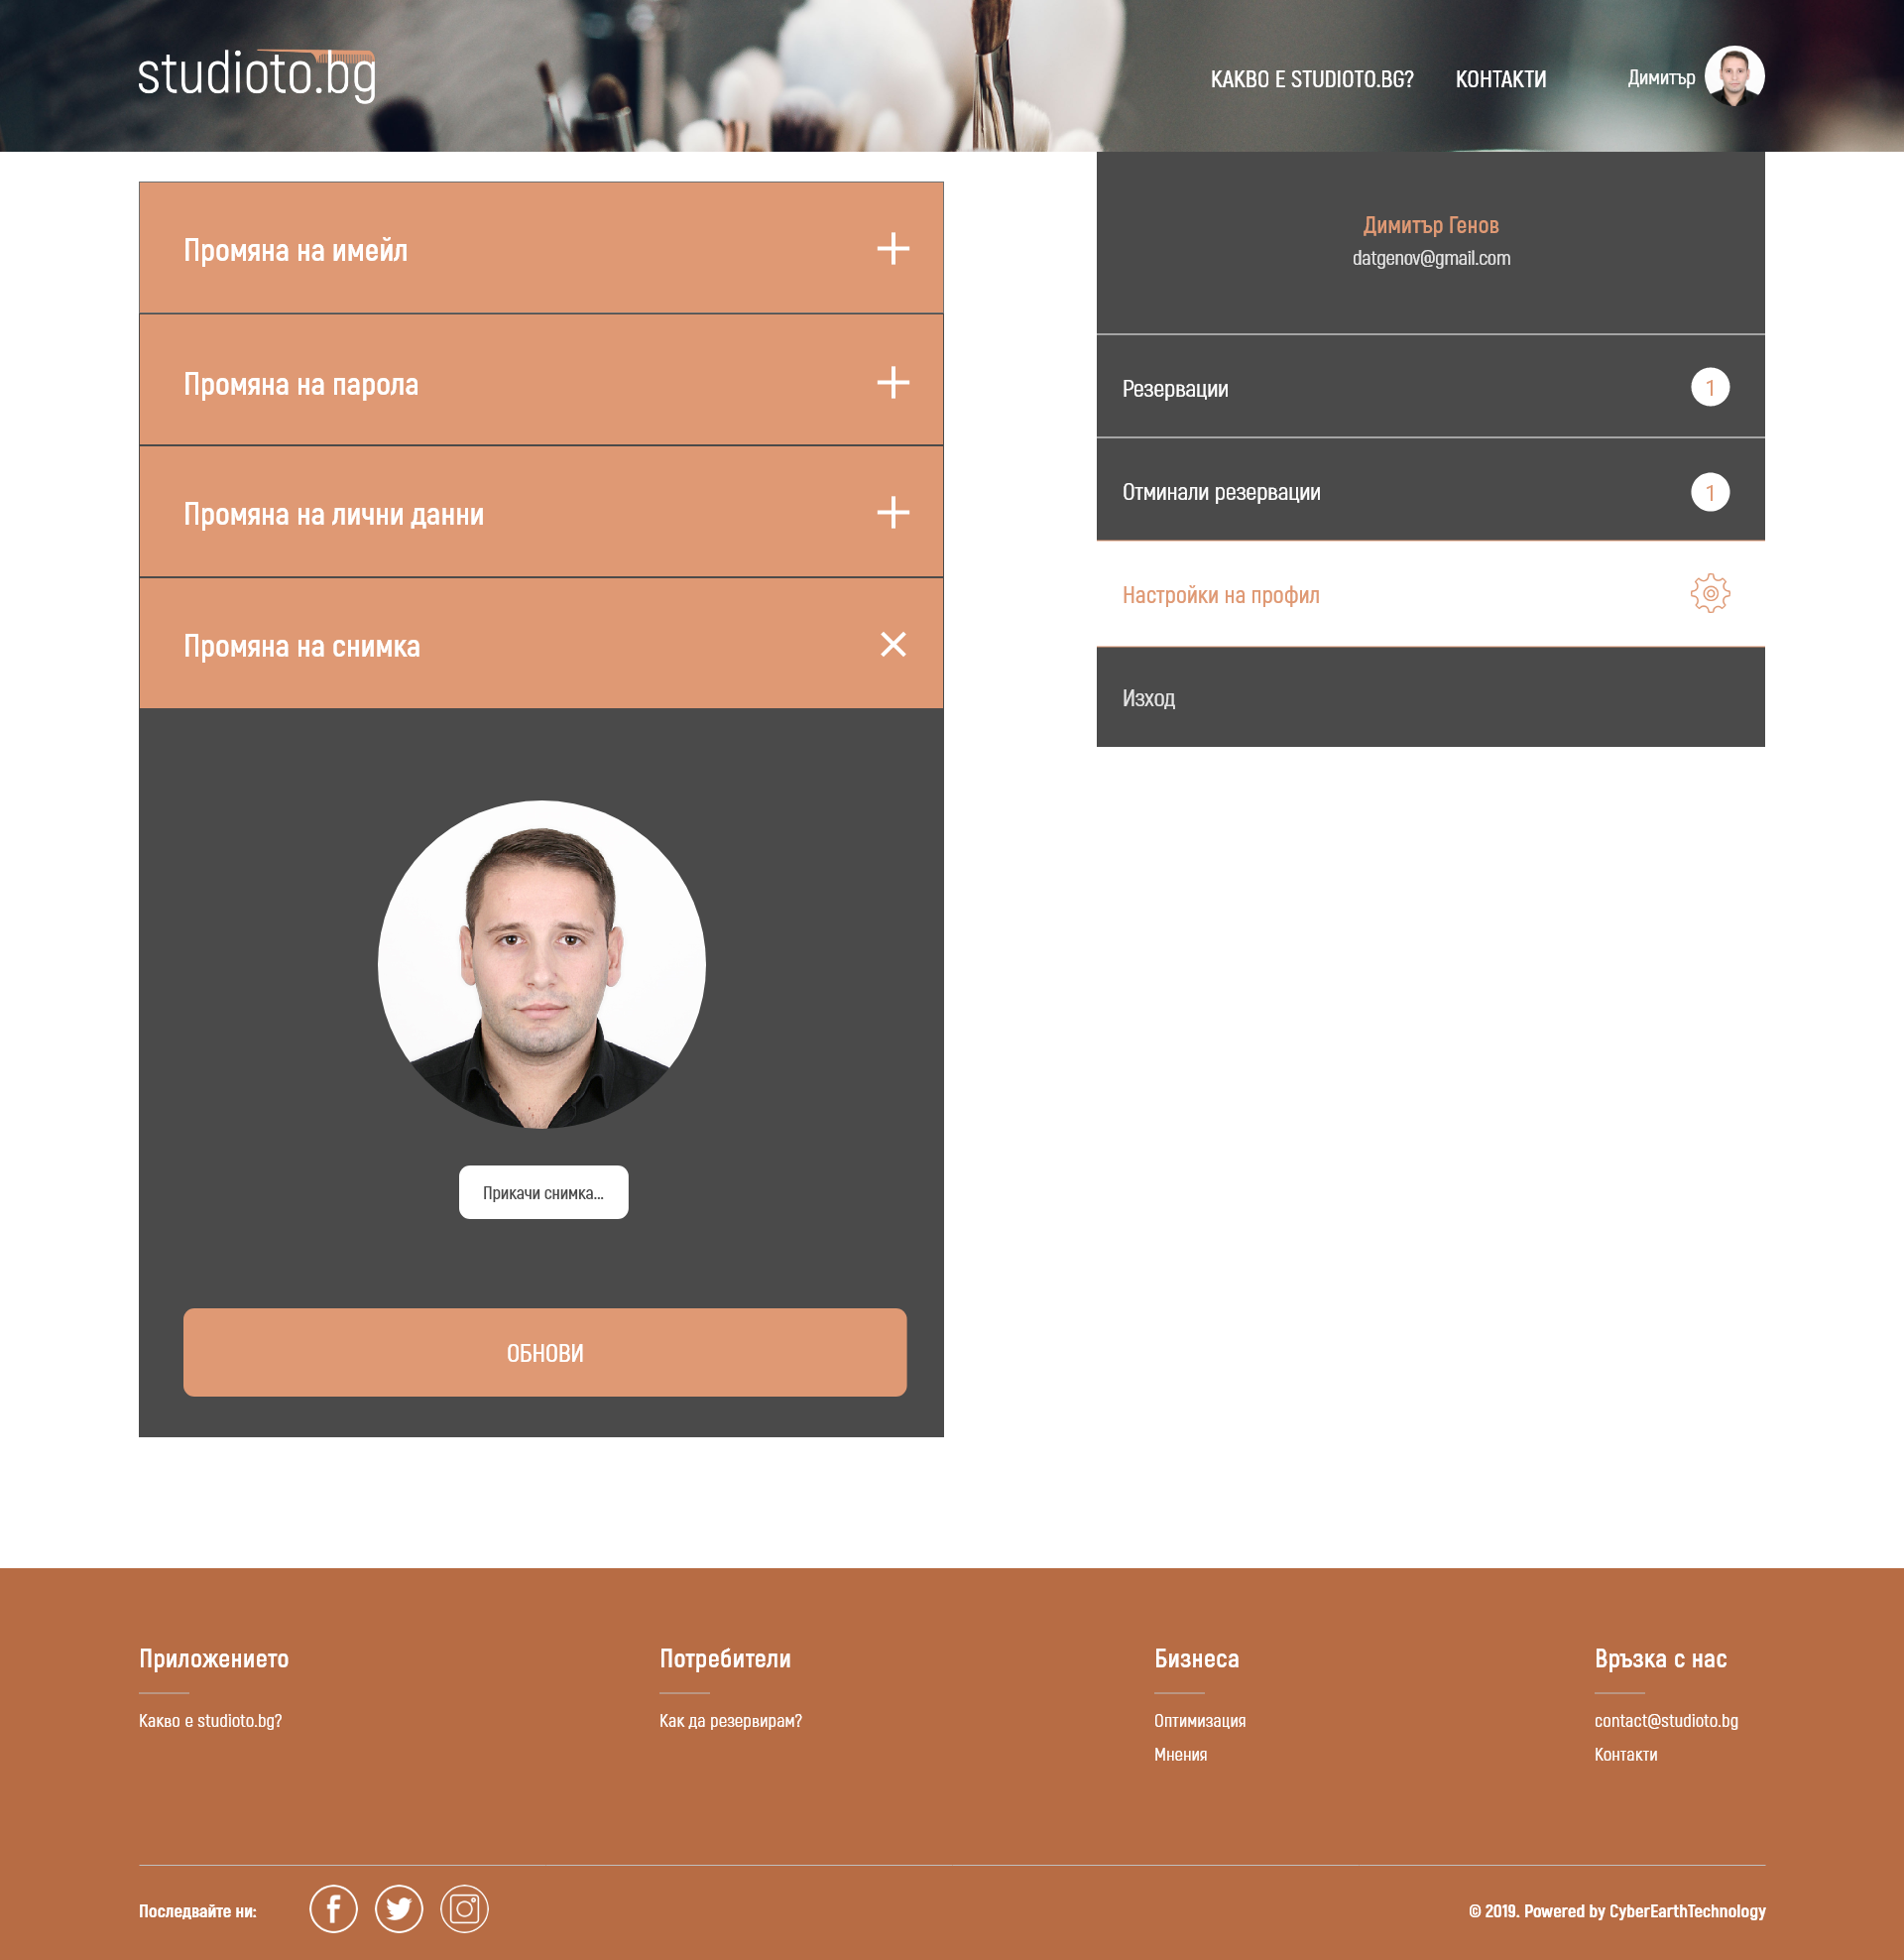 studioto.bg
КАКВО Е STUDIOTO.BG?
КОНТАКТИ
Димитър
Промяна на имейл
Промяна на парола
Промяна на лични данни
Промяна на снимка
Прикачи снимка...
ОБНОВИ
Димитър Генов
datgenov@gmail.com
Резервации
1
Отминали резервации
1
Настройки на профил
Изход
Приложението
Какво е studioto.bg?
Потребители
Как да резервирам?
Бизнеса
Оптимизация
Мнения
Връзка с нас
contact@studioto.bg
Контакти
Последвайте ни:
© 2019. Powered by CyberEarthTechnology